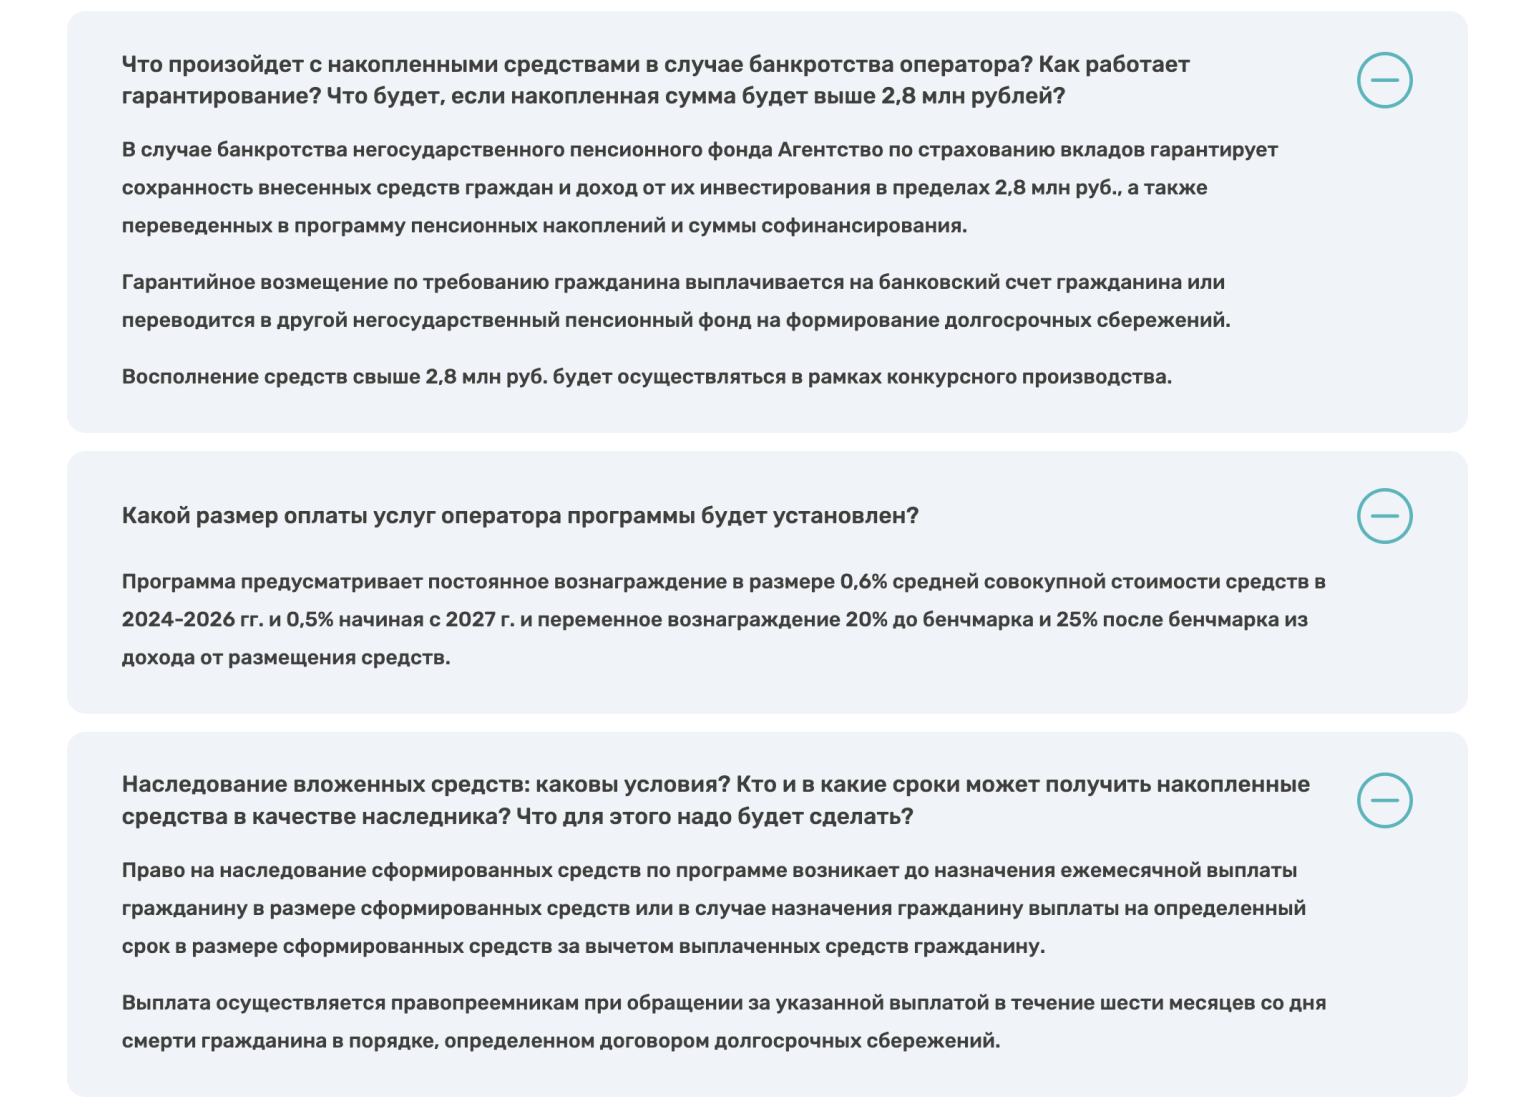 Что произойдет с накопленными средствами в случае банкротства оператора? Как работает
гарантирование? Что будет, если накопленная сумма будет выше 2,8 млн рублей?
В случае банкротства негосударственного пенсионного фонда Агентство по страхованию вкладов гарантирует
сохранность внесенных средств граждан и доход от их инвестирования в пределах 2,8 млн руб., а также
переведенных в программу пенсионных накоплений и суммы софинансирования.
Гарантийное возмещение по требованию гражданина выплачивается на банковский счет гражданина или
переводится в другой негосударственный пенсионный фонд на формирование долгосрочных сбережений.
Восполнение средств свыше 2,8 млн руб. будет осуществляться в рамках конкурсного производства.
Какой размер оплаты услуг оператора программы будет установлен?
Программа предусматривает постоянное вознаграждение в размере 0,6% средней совокупной стоимости средств в
2024-2026 гг. и 0,5% начиная с 2027 г. и переменное вознаграждение 20% до бенчмарка и 25% после бенчмарка из
дохода от размещения средств.
Наследование вложенных средств: каковы условия? Кто и в какие сроки может получить накопленные
средства в качестве наследника? Что для этого надо будет сделать?
Право на наследование сформированных средств по программе возникает до назначения ежемесячной выплаты
гражданину в размере сформированных средств или в случае назначения гражданину выплаты на определенный
срок в размере сформированных средств за вычетом выплаченных средств гражданину.
Выплата осуществляется правопреемникам при обращении за указанной выплатой в течение шести месяцев со дня
смерти гражданина в порядке, определенном договором долгосрочных сбережений.